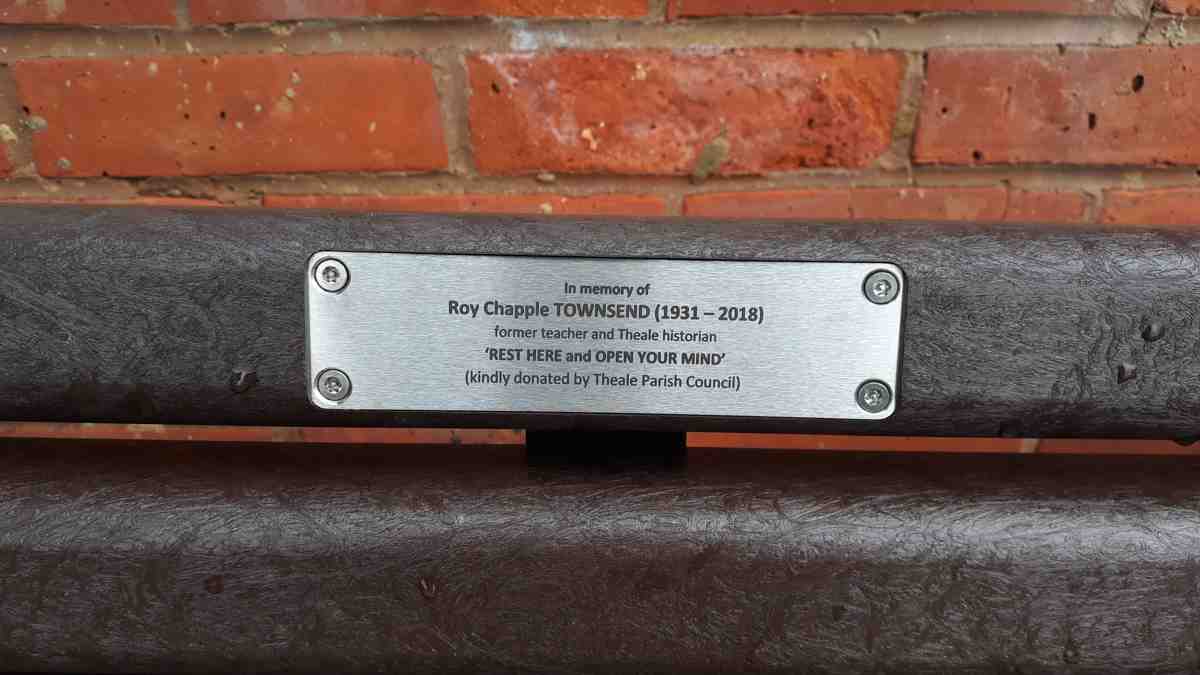 In memory of
Roy Chapple TOWNSEND (1931 – 2018)
former teacher and Theale historian
‘REST HERE and OPEN YOUR MIND’
(kindly donated by Theale Parish Council)